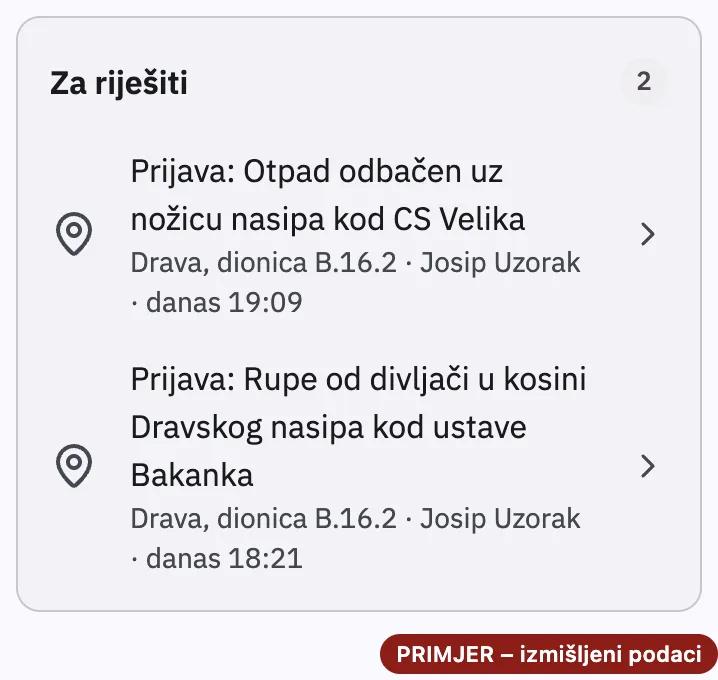 Za riješiti
2
Prijava: Otpad odbačen uz
nožicu nasipa kod CS Velika
Drava, dionica B.16.2 · Josip Uzorak
· danas 19:09
Prijava: Rupe od divljači u kosini
Dravskog nasipa kod ustave
Bakanka
Drava, dionica B.16.2 · Josip Uzorak
· danas 18:21
PRIMJER – izmišljeni podaci